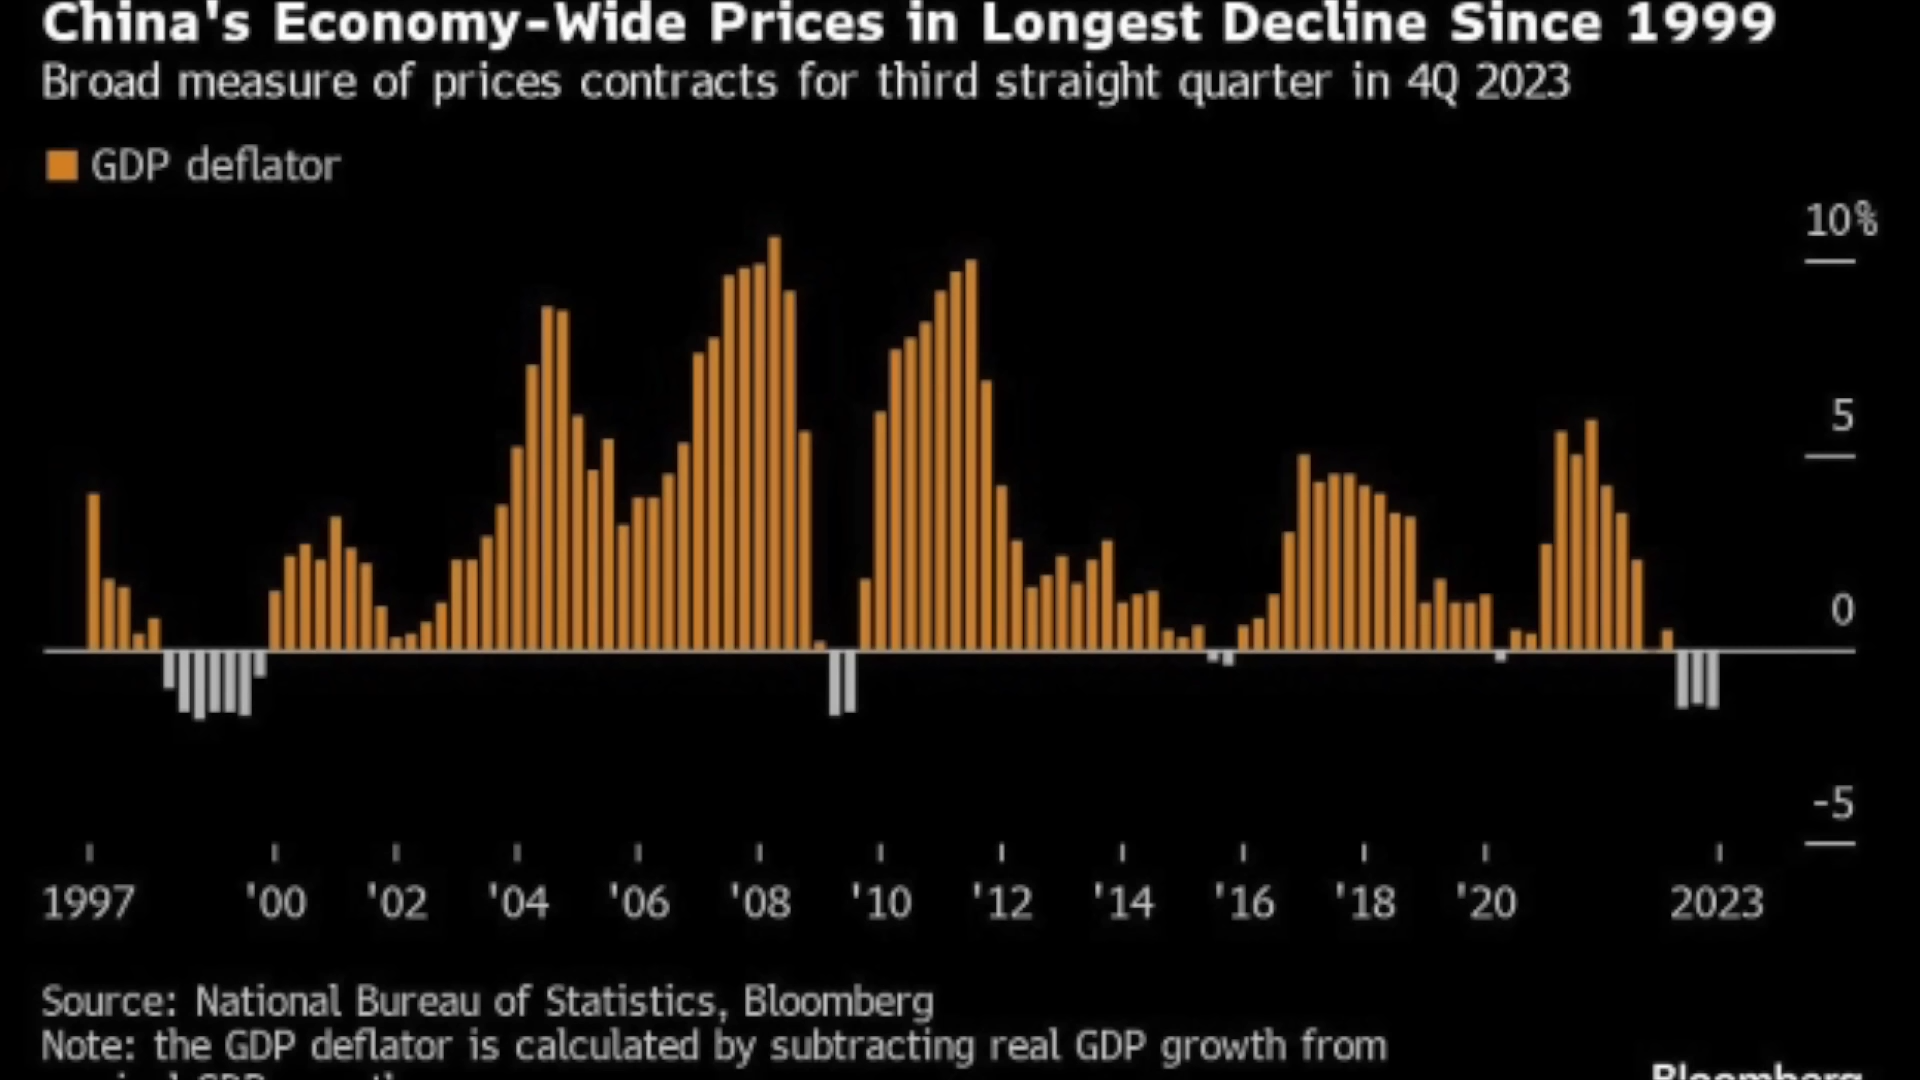 China's Economy-Wide Prices in Longest Decline Since 1999
Broad measure of prices contracts for third straight quarter in 4Q 2023
GDP deflator
10%
5
0
-5
1997 '00 '02 '04 '06 '08 '10 '12 '14 '16 '18 '20 2023
Source: National Bureau of Statistics, Bloomberg
Note: the GDP deflator is calculated by subtracting real GDP growth from
Bloomberg